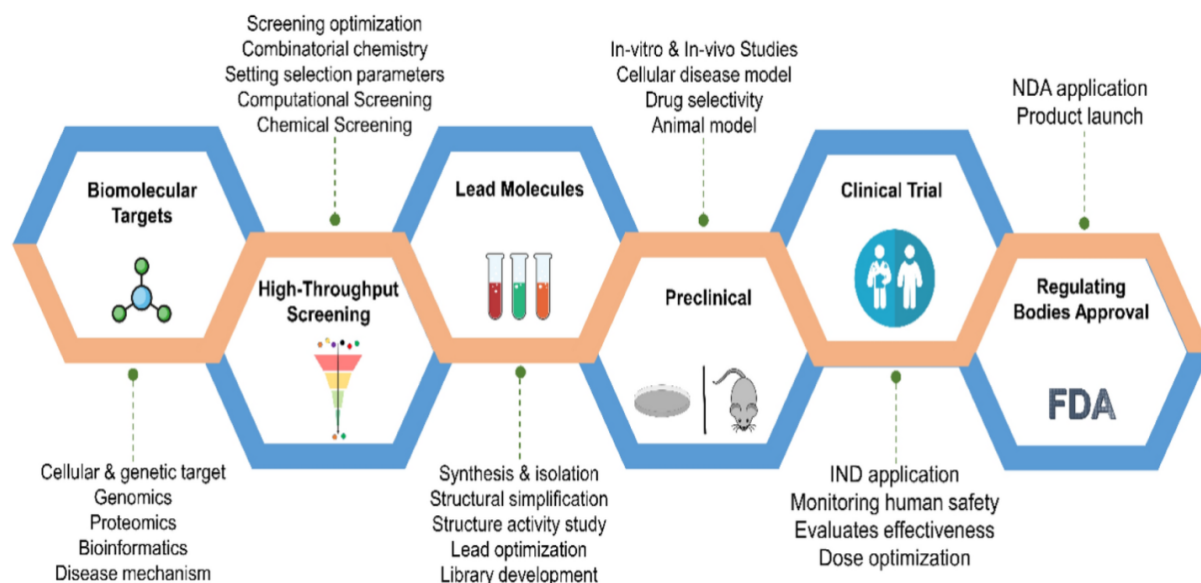 Screening optimization
Combinatorial chemistry
Setting selection parameters
Computational Screening
Chemical Screening
In-vitro & In-vivo Studies
Cellular disease model
Drug selectivity
Animal model
NDA application
Product launch
Biomolecular
Targets
High-Throughput
Screening
Lead Molecules
Preclinical
Clinical Trial
Regulating
Bodies Approval
FDA
Cellular & genetic target
Genomics
Proteomics
Bioinformatics
Disease mechanism
Synthesis & isolation
Structural simplification
Structure activity study
Lead optimization
Library development
IND application
Monitoring human safety
Evaluates effectiveness
Dose optimization